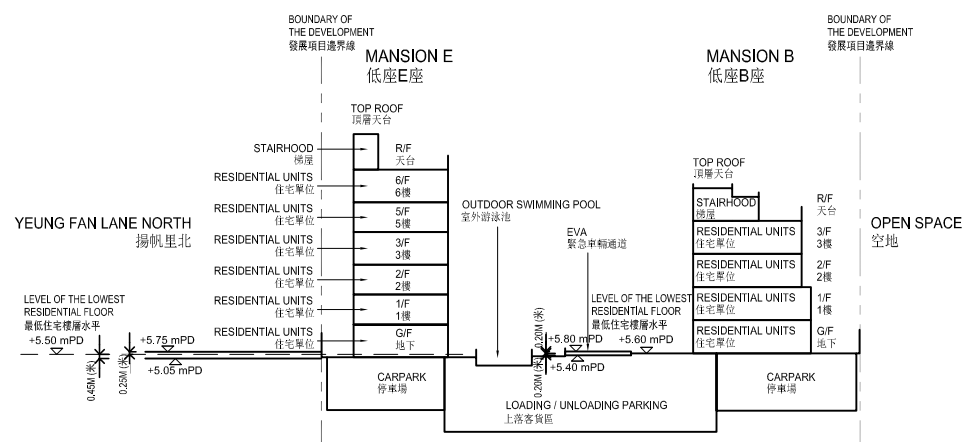 BOUNDARY OF
THE DEVELOPMENT
發展項目邊界線
BOUNDARY OF
THE DEVELOPMENT
發展項目邊界線
MANSION E
低座E座
MANSION B
低座B座
TOP ROOF
頂層天台
STAIRHOOD
梯屋
R/F
天台
RESIDENTIAL UNITS
住宅單位
6/F
6樓
RESIDENTIAL UNITS
住宅單位
5/F
5樓
RESIDENTIAL UNITS
住宅單位
3/F
3樓
RESIDENTIAL UNITS
住宅單位
2/F
2樓
RESIDENTIAL UNITS
住宅單位
1/F
1樓
RESIDENTIAL UNITS
住宅單位
G/F
地下
YEUNG FAN LANE NORTH
揚帆里北
LEVEL OF THE LOWEST
RESIDENTIAL FLOOR
最低住宅樓層水平
+5.50 mPD
+5.75 mPD
+5.05 mPD
0.45M (米)
0.25M (米)
OUTDOOR SWIMMING POOL
室外游泳池
EVA
緊急車輛通道
LEVEL OF THE LOWEST
RESIDENTIAL FLOOR
最低住宅樓層水平
+5.80 mPD
+5.60 mPD
+5.40 mPD
0.20M (米)
0.20M (米)
TOP ROOF
頂層天台
STAIRHOOD
梯屋
R/F
天台
RESIDENTIAL UNITS
住宅單位
3/F
3樓
RESIDENTIAL UNITS
住宅單位
2/F
2樓
RESIDENTIAL UNITS
住宅單位
1/F
1樓
RESIDENTIAL UNITS
住宅單位
G/F
地下
OPEN SPACE
空地
CARPARK
停車場
LOADING / UNLOADING PARKING
上落客貨區
CARPARK
停車場